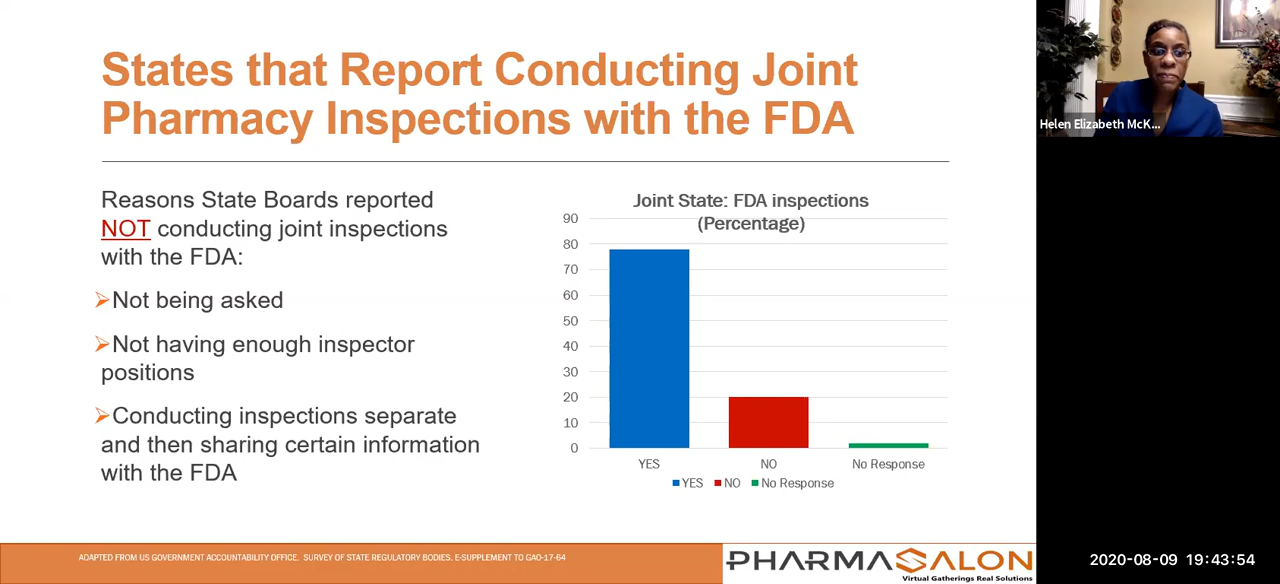 States that Report Conducting Joint
Pharmacy Inspections with the FDA
Reasons State Boards reported
NOT conducting joint inspections
with the FDA:
Not being asked
Not having enough inspector
positions
Conducting inspections separate
and then sharing certain information
with the FDA
Joint State: FDA inspections
(Percentage)
90
80
70
60
50
40
30
20
10
0
YES NO No Response
YES NO No Response
ADAPTED FROM US GOVERNMENT ACCOUNTABILITY OFFICE. SURVEY OF STATE REGULATORY BODIES. E-SUPPLEMENT TO GAO-17-64
PHARMASALON
Virtual Gatherings Real Solutions
Helen Elizabeth McK...
2020-08-09 19:43:54